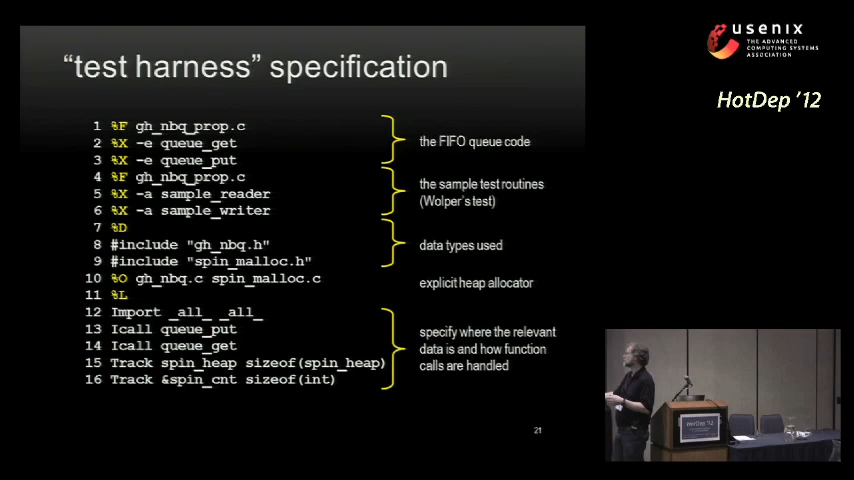 "test harness" specification
1 %F gh_nbq_prop.c
2 %X -e queue_get
3 %X -e queue_put
4 %F gh_nbq_prop.c
5 %X -a sample_reader
6 %X -a sample_writer
7 %D
8 #include "gh_nbq.h"
9 #include "spin_malloc.h"
10 %O gh_nbq.c spin_malloc.c
11 %L
12 Import _all_ _all_
13 Icall queue_put
14 Icall queue_get
15 Track spin_heap sizeof(spin_heap)
16 Track &spin_cnt sizeof(int)
the FIFO queue code
the sample test routines
(Wolper's test)
data types used
explicit heap allocator
specify where the relevant
data is and how function
calls are handled
21
usenix
THE ADVANCED
COMPUTING SYSTEMS
ASSOCIATION
HotDep '12
HotDep '12